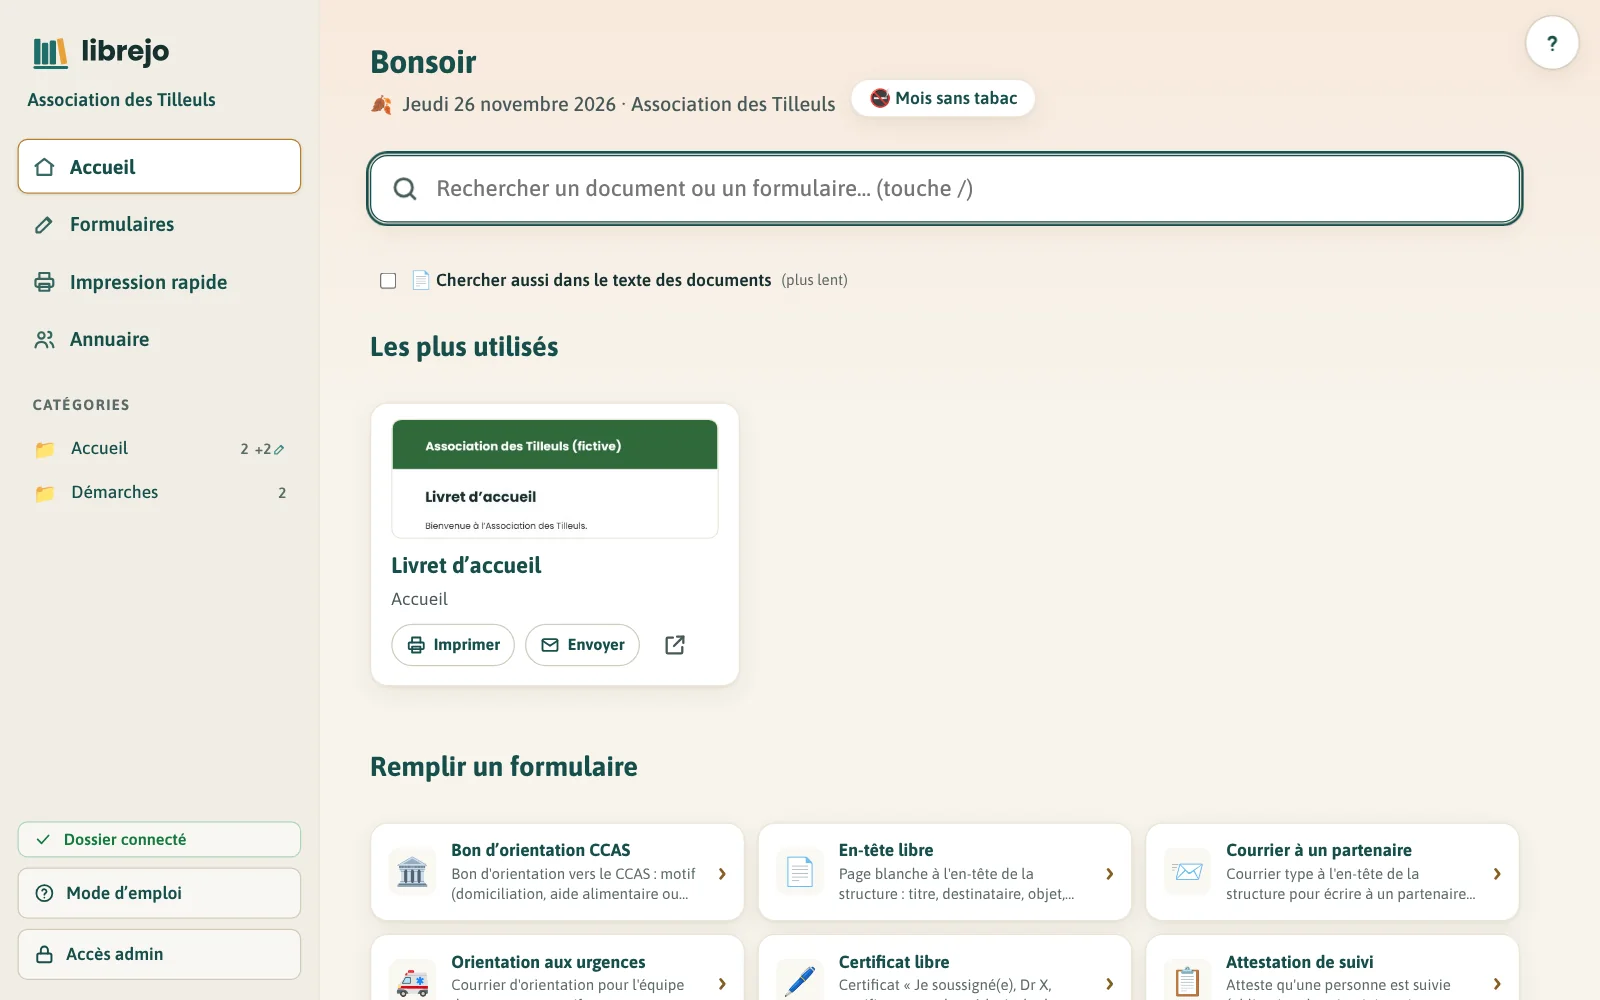 librejo
Association des Tilleuls
Accueil
Formulaires
Impression rapide
Annuaire
CATÉGORIES
Accueil 2 +2
Démarches 2
Dossier connecté
Mode d’emploi
Accès admin
Bonsoir
Jeudi 26 novembre 2026 · Association des Tilleuls
Mois sans tabac
?
Rechercher un document ou un formulaire... (touche /)
Chercher aussi dans le texte des documents (plus lent)
Les plus utilisés
Association des Tilleuls (fictive)
Livret d’accueil
Bienvenue à l’Association des Tilleuls.
Livret d’accueil
Accueil
Imprimer
Envoyer
Remplir un formulaire
Bon d’orientation CCAS
Bon d'orientation vers le CCAS : motif
(domiciliation, aide alimentaire ou...
En-tête libre
Page blanche à l'en-tête de la
structure : titre, destinataire, objet,...
Courrier à un partenaire
Courrier type à l'en-tête de la
structure pour écrire à un partenaire...
Orientation aux urgences
Courrier d'orientation pour l'équipe
Certificat libre
Certificat « Je soussigné(e), Dr X,
Attestation de suivi
Atteste qu'une personne est suivie